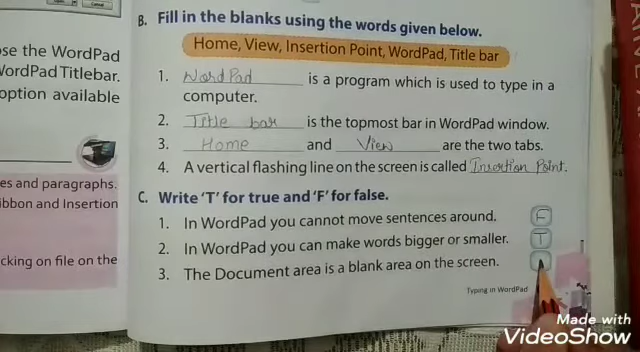 Cancel
B. Fill in the blanks using the words given below.
Home, View, Insertion Point, WordPad, Title bar
ose the WordPad
WordPad Titlebar.
option available
1. WordPad is a program which is used to type in a
computer.
2. Title bar is the topmost bar in WordPad window.
3. Home and View are the two tabs.
4. A vertical flashing line on the screen is called Insertion Point.
es and paragraphs.
ibbon and Insertion
cking on file on the
C. Write 'T' for true and 'F' for false.
1. In WordPad you cannot move sentences around. F
2. In WordPad you can make words bigger or smaller. T
3. The Document area is a blank area on the screen.
Typing in WordPad
Made with
VideoShow